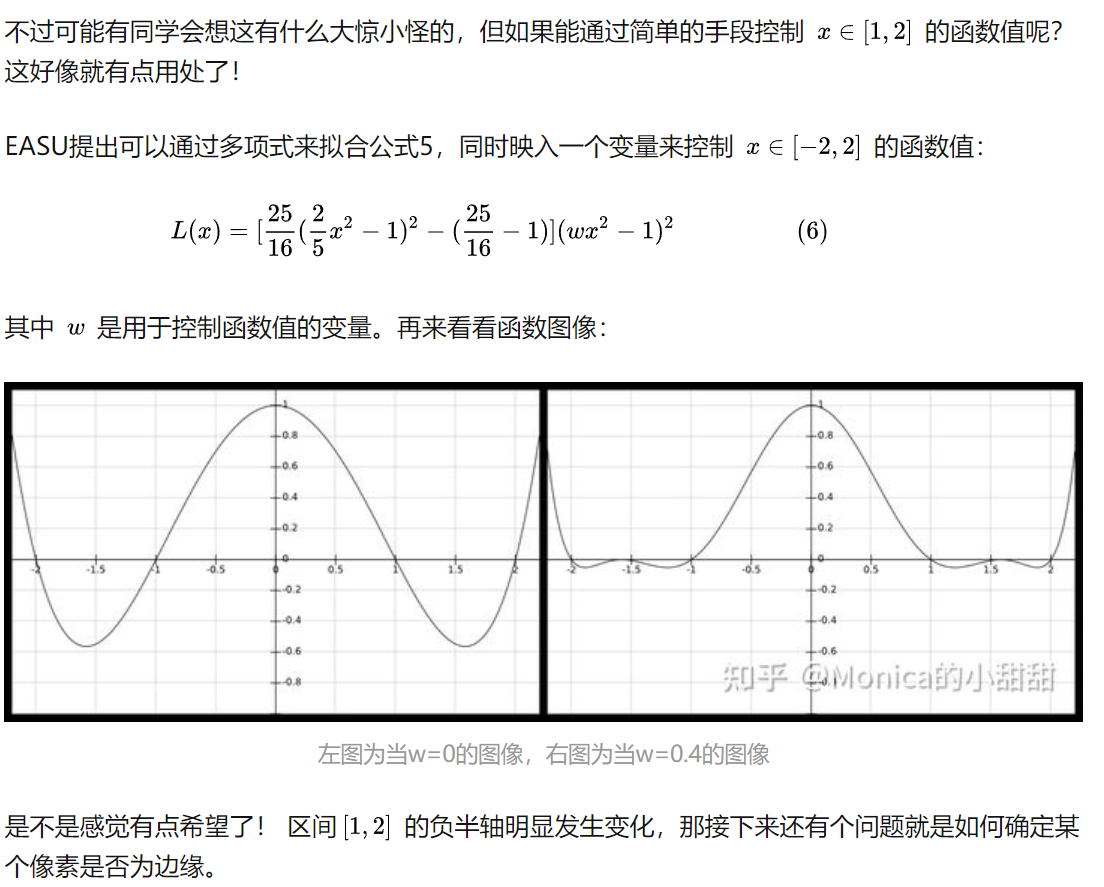 不过可能有同学会想这有什么大惊小怪的，但如果能通过简单的手段控制 x ∈ [1, 2] 的函数值呢？
这好像就有点用处了！
EASU提出可以通过多项式来拟合公式5，同时映入一个变量来控制 x ∈ [−2, 2] 的函数值：
L(x) = [25/16(2/5x² − 1)² − (25/16 − 1)](wx² − 1)² (6)
其中 w 是用于控制函数值的变量。再来看看函数图像：
1 1
0.8 0.8
0.6 0.6
0.4 0.4
0.2 0.2
0 0
-2 -1.5 -1 -0.5 0 0.5 1 1.5 2 -2 -1.5 -1 -0.5 0 0.5 1 1.5 2
-0.2 -0.2
-0.4 -0.4
-0.6 -0.6
-0.8
知乎 @Monica的小甜甜
左图为当w=0的图像，右图为当w=0.4的图像
是不是感觉有点希望了！ 区间 [1, 2] 的负半轴明显发生变化，那接下来还有个问题就是如何确定某
个像素是否为边缘。